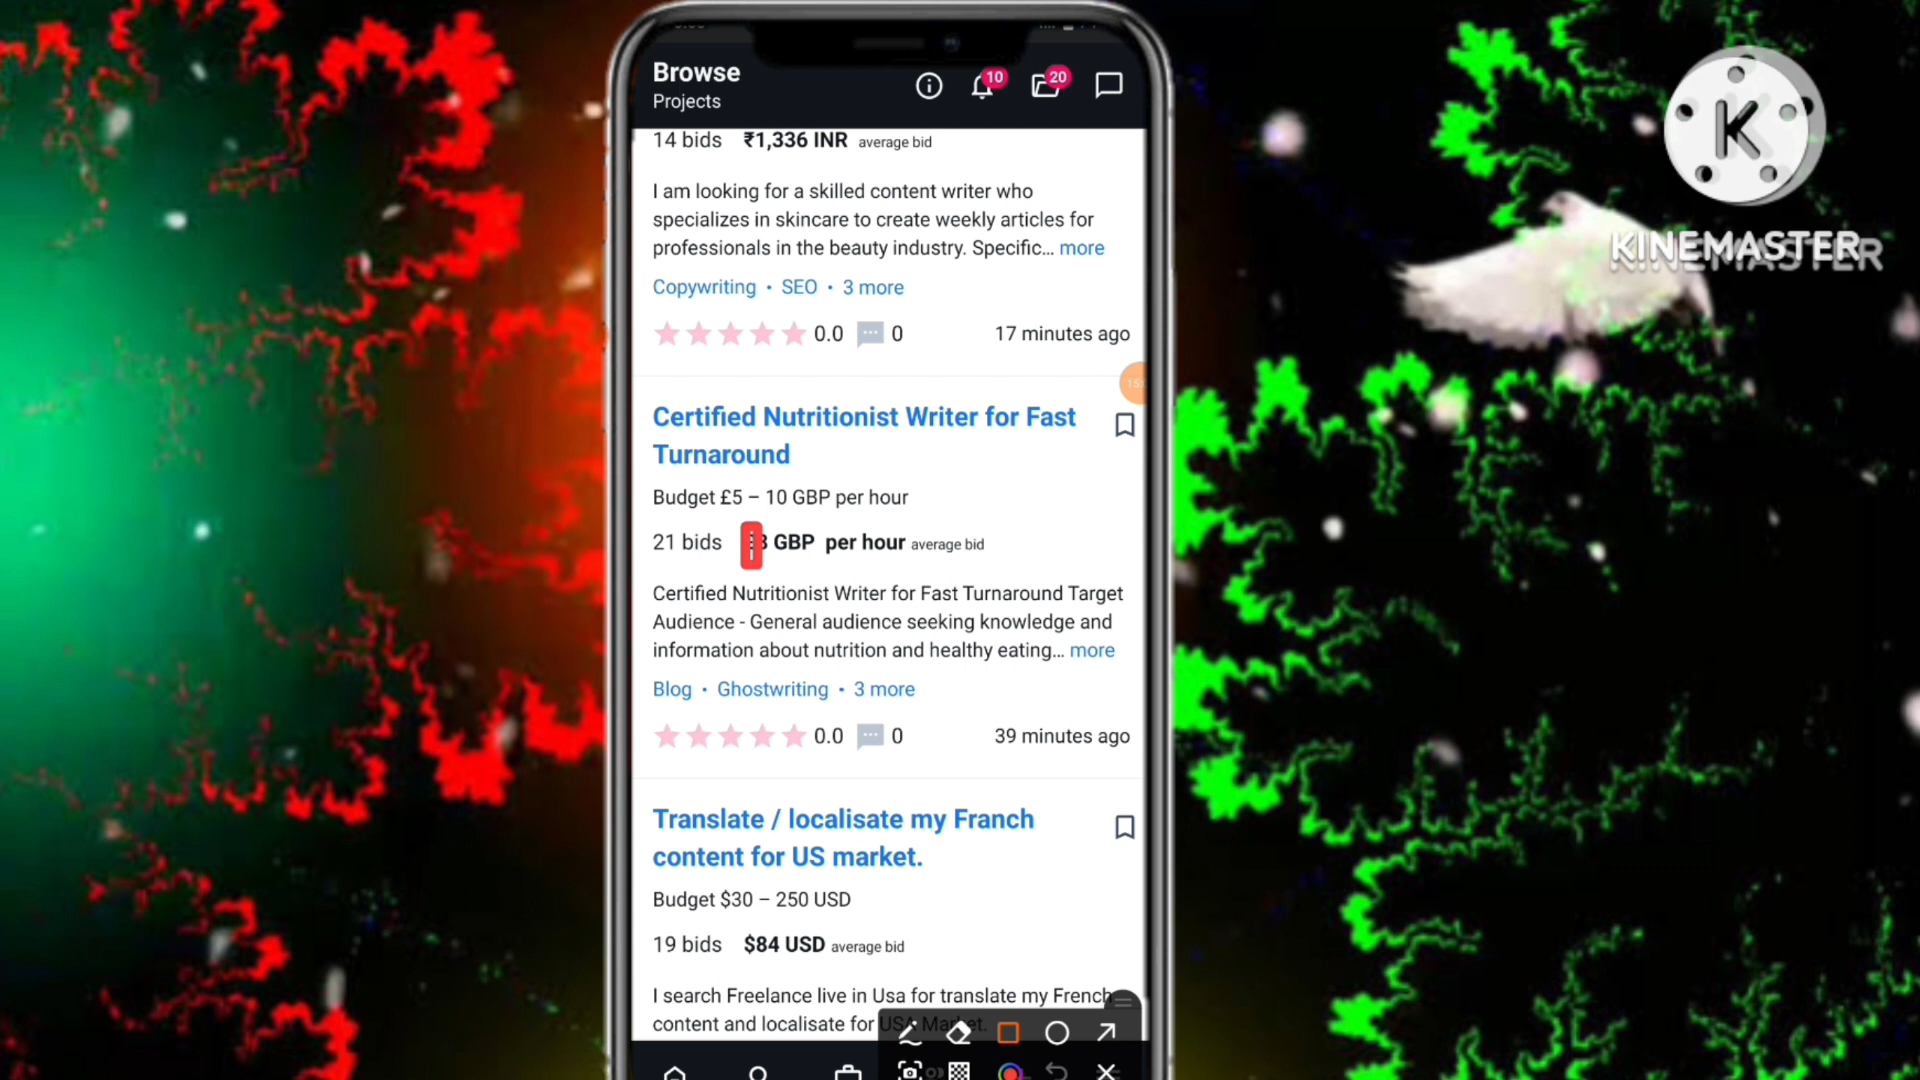 Browse
Projects
10
20
14 bids ₹1,336 INR average bid
I am looking for a skilled content writer who
specializes in skincare to create weekly articles for
professionals in the beauty industry. Specific... more
Copywriting • SEO • 3 more
0.0 0 17 minutes ago
Certified Nutritionist Writer for Fast
Turnaround
Budget £5 – 10 GBP per hour
21 bids GBP per hour average bid
Certified Nutritionist Writer for Fast Turnaround Target
Audience - General audience seeking knowledge and
information about nutrition and healthy eating... more
Blog • Ghostwriting • 3 more
0.0 0 39 minutes ago
Translate / localisate my Franch
content for US market.
Budget $30 – 250 USD
19 bids $84 USD average bid
I search Freelance live in Usa for translate my French
content and localisate for USA Market.
K
KINEMASTER